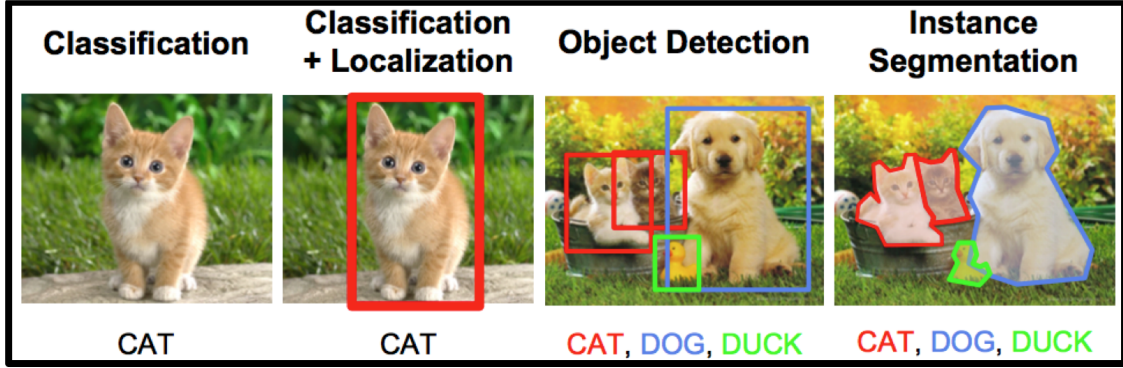 Classification
Classification
+ Localization
Object Detection
Instance
Segmentation
CAT
CAT
CAT, DOG, DUCK
CAT, DOG, DUCK